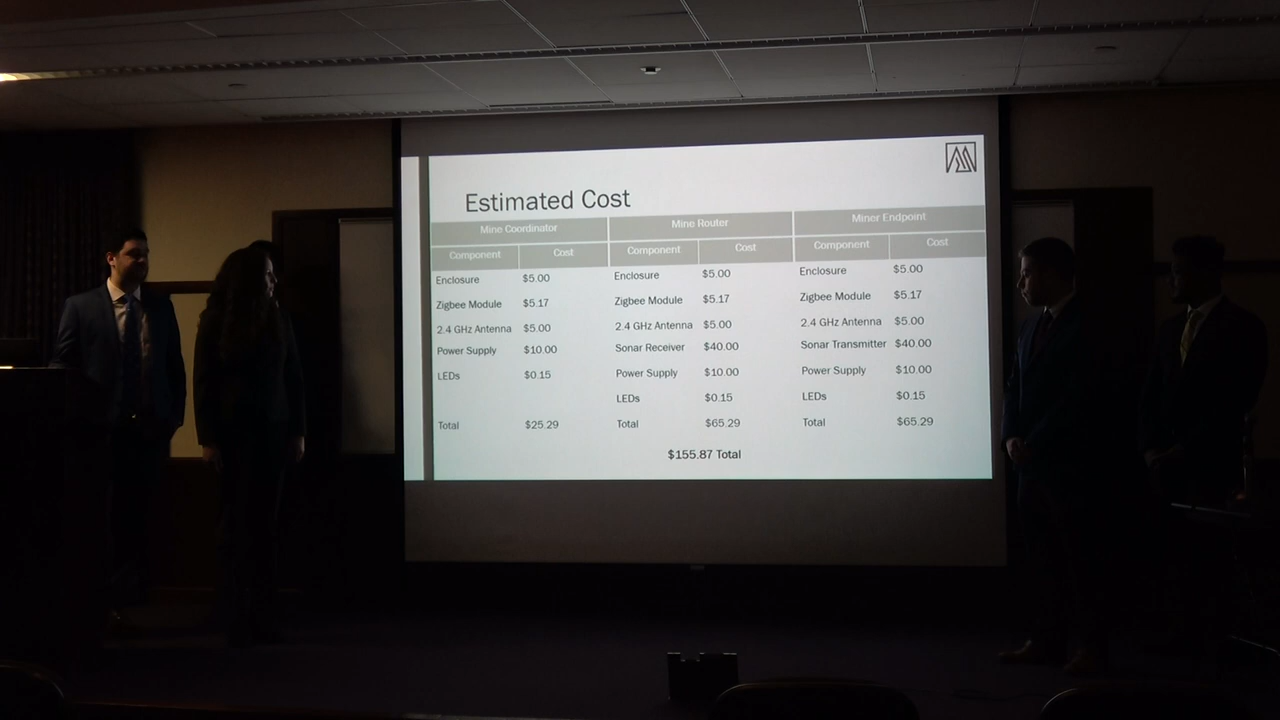 Estimated Cost
Mine Coordinator Mine Router Miner Endpoint
Component Cost Component Cost Component Cost
Enclosure $5.00 Enclosure $5.00 Enclosure $5.00
Zigbee Module $5.17 Zigbee Module $5.17 Zigbee Module $5.17
2.4 GHz Antenna $5.00 2.4 GHz Antenna $5.00 2.4 GHz Antenna $5.00
Power Supply $10.00 Sonar Receiver $40.00 Sonar Transmitter $40.00
LEDs $0.15 Power Supply $10.00 Power Supply $10.00
LEDs $0.15 LEDs $0.15
Total $25.29 Total $65.29 Total $65.29
$155.87 Total